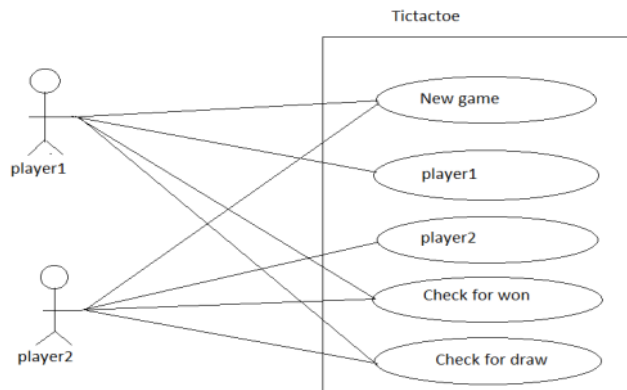 Tictactoe
New game
player1
player1
player2
Check for won
player2
Check for draw